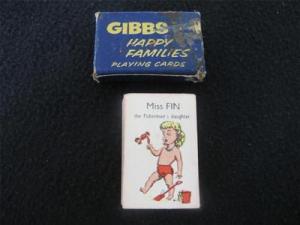 GIBBS
HAPPY
FAMILIES
PLAYING CARDS
Miss FIN
the Fisherman's daughter